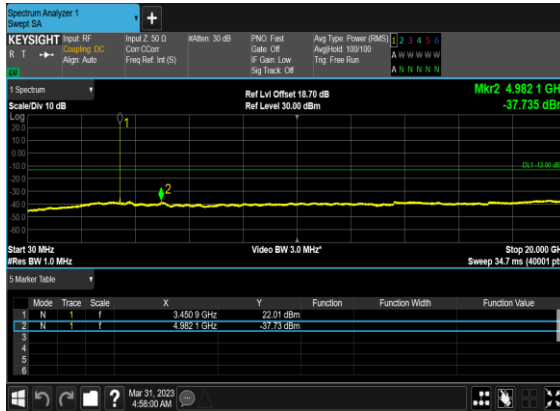 Spectrum Analyzer 1
Swept SA
+
KEYSIGHT
R T
Input: RF
Coupling: DC
Align: Auto
Input Z: 50 Ω
Corr CCorr
Freq Ref: Int (S)
#Atten: 30 dB
PNO: Fast
Gate: Off
IF Gain: Low
Sig Track: Off
Avg Type: Power (RMS)
Avg|Hold: 100/100
Trig: Free Run
1 2 3 4 5 6
A W W W W W
A N N N N N
1 Spectrum
Scale/Div 10 dB
Ref Lvl Offset 18.70 dB
Ref Level 30.00 dBm
Mkr2 4.982 1 GH
-37.735 dBm
Log
20.0
10.0
0.00
-10.0
-20.0
-30.0
-40.0
-50.0
-60.0
1
2
DL1 -13.00 dB
Start 30 MHz
#Res BW 1.0 MHz
Video BW 3.0 MHz*
Stop 20.000 GH
Sweep 34.7 ms (40001 pt
5 Marker Table
Mode Trace Scale X Y Function Function Width Function Value
1 N 1 f 3.450 9 GHz 22.01 dBm
2 N 1 f 4.982 1 GHz -37.73 dBm
3
4
5
6
?
Mar 31, 2023
4:58:00 AM